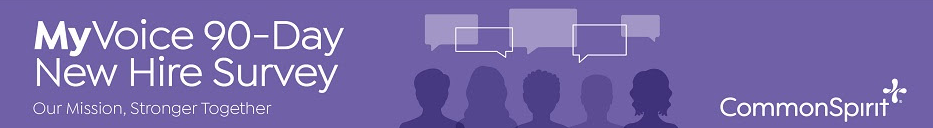 MyVoice 90-Day
New Hire Survey
Our Mission, Stronger Together
CommonSpirit®